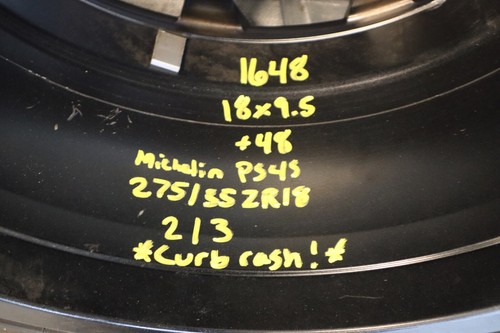 1648
18x9.5
+48
Michelin PS4S
275/35ZR18
2/3
*Curb rash!*